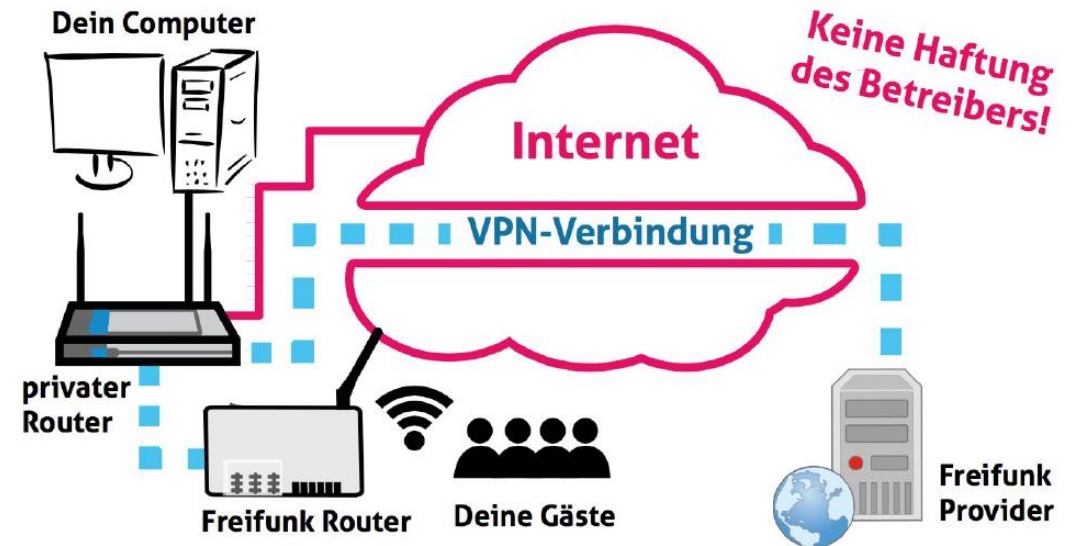 Dein Computer
Keine Haftung
des Betreibers!
Internet
VPN-Verbindung
privater
Router
Freifunk Router
Deine Gäste
Freifunk
Provider